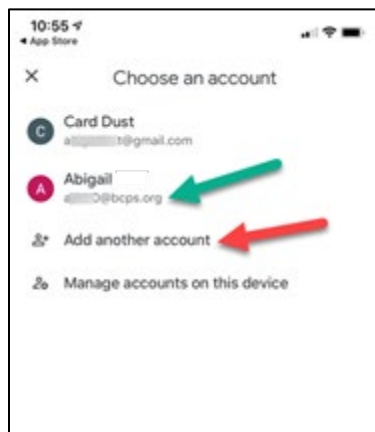 10:55
App Store
Choose an account
C
Card Dust
a t@gmail.com
A
Abigail
a 0@bcps.org
Add another account
Manage accounts on this device